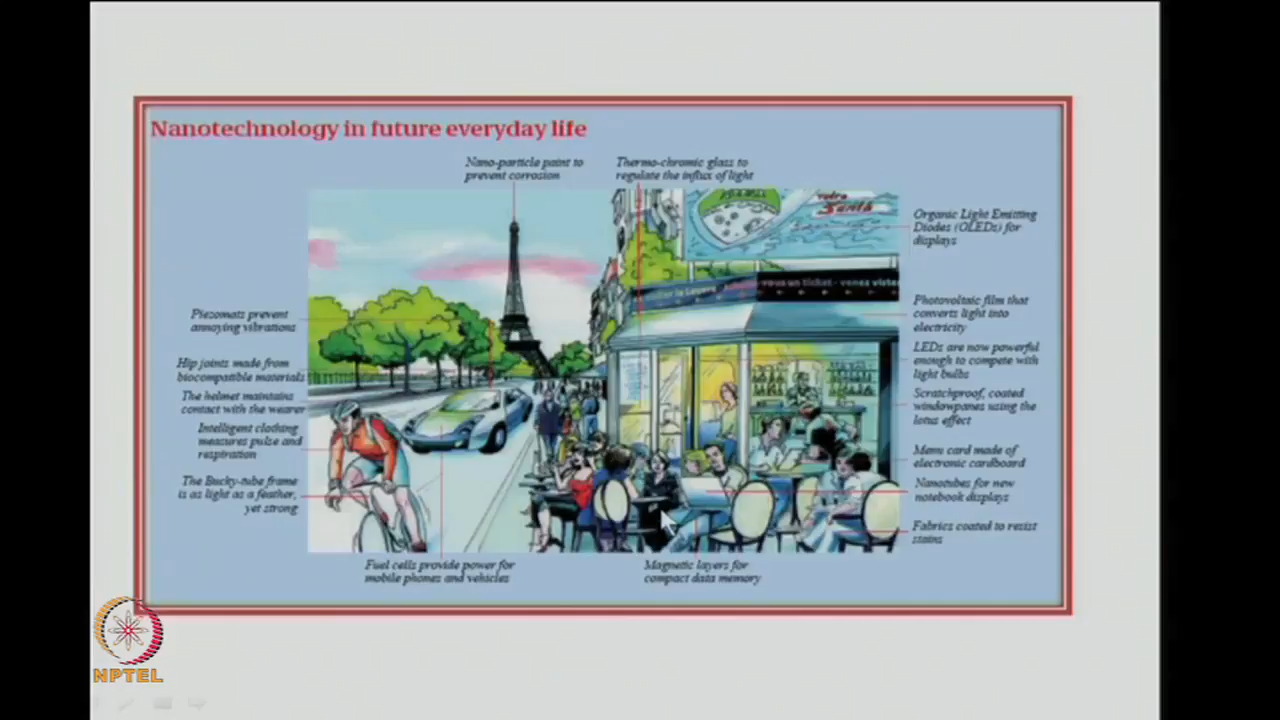 Nanotechnology in future everyday life
Nano-particle paint to
prevent corrosion
Thermo-chromic glass to
regulate the influx of light
Organic Light Emitting
Diodes (OLEDs) for
displays
Photovoltaic film that
converts light into
electricity
LEDs are now powerful
enough to compete with
light bulbs
Scratchproof, coated
windowpanes using the
lotus effect
Menu card made of
electronic cardboard
Nanotubes for new
notebook displays
Fabrics coated to resist
stains
Piezomats prevent
annoying vibrations
Hip joints made from
biocompatible materials
The helmet maintains
contact with the wearer
Intelligent clothing
measures pulse and
respiration
The Bucky-tube frame
is as light as a feather,
yet strong
Fuel cells provide power for
mobile phones and vehicles
Magnetic layers for
compact data memory
vous un ticket - venez
NPTEL